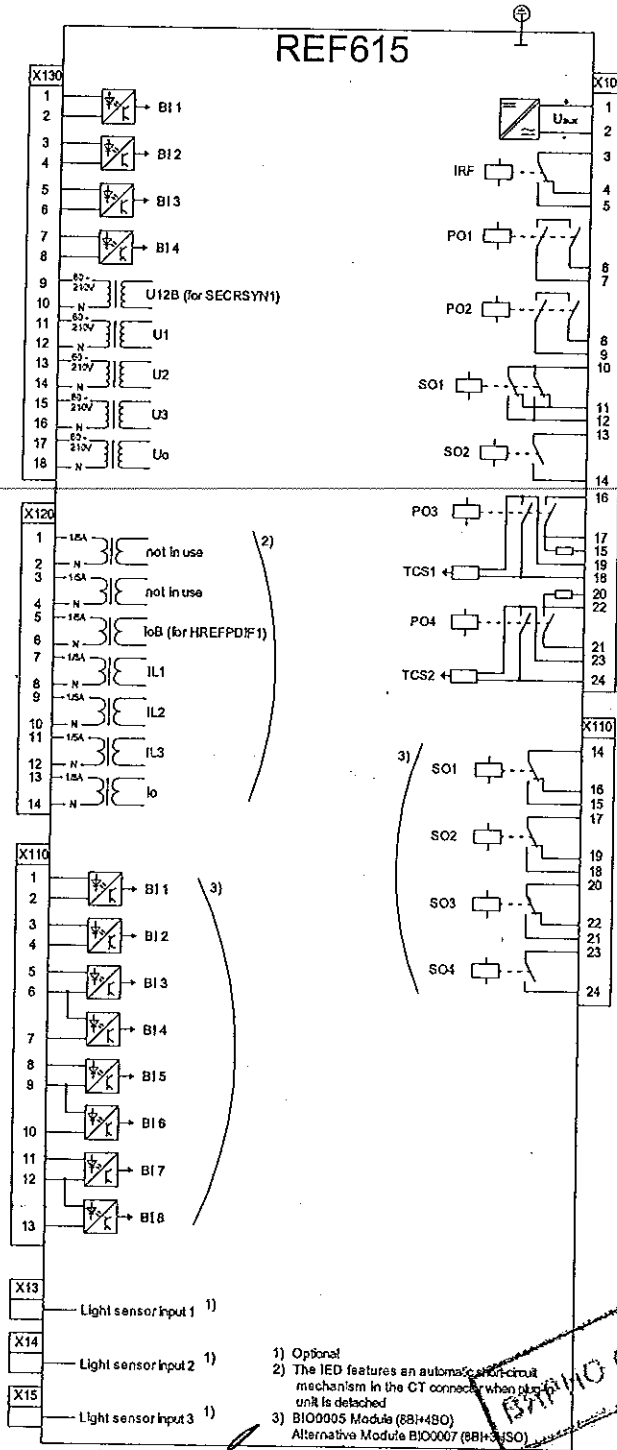 REF615
X130
1
2
BI 1
3
4
BI 2
5
6
BI 3
7
8
BI 4
9
60-
210V
10
N
U12B (for SECRSYN1)
11
60-
210V
12
N
U1
13
60-
210V
14
N
U2
15
60-
210V
16
N
U3
17
60-
210V
18
N
Uo
X120
1
1/5A
2
N
not in use
3
1/5A
4
N
not in use
5
1/5A
6
N
IoB (for HREFPDIF1)
7
1/5A
8
N
IL1
9
1/5A
10
N
IL2
11
1/5A
12
N
IL3
13
1/5A
14
N
Io
2)
X110
1
2
BI 1
3
4
BI 2
5
6
BI 3
7
BI 4
8
9
BI 5
10
BI 6
11
12
BI 7
13
BI 8
3)
X13
Light sensor input 1 1)
X14
Light sensor input 2 1)
X15
Light sensor input 3 1)
X10
1
2
Uaux
3
IRF
4
5
PO1
6
7
PO2
8
9
10
SO1
11
12
13
SO2
14
16
PO3
17
15
TCS1
19
18
20
22
PO4
21
23
TCS2
24
X110
3)
14
SO1
16
15
17
SO2
19
18
20
SO3
22
21
23
SO4
24
1) Optional
2) The IED features an automatic short-circuit
mechanism in the CT connector when plug-
unit is detached
3) BIO0005 Module (8BI+4BO)
Alternative Module BIO0007 (8BI+3HSO)
ВЯРНО